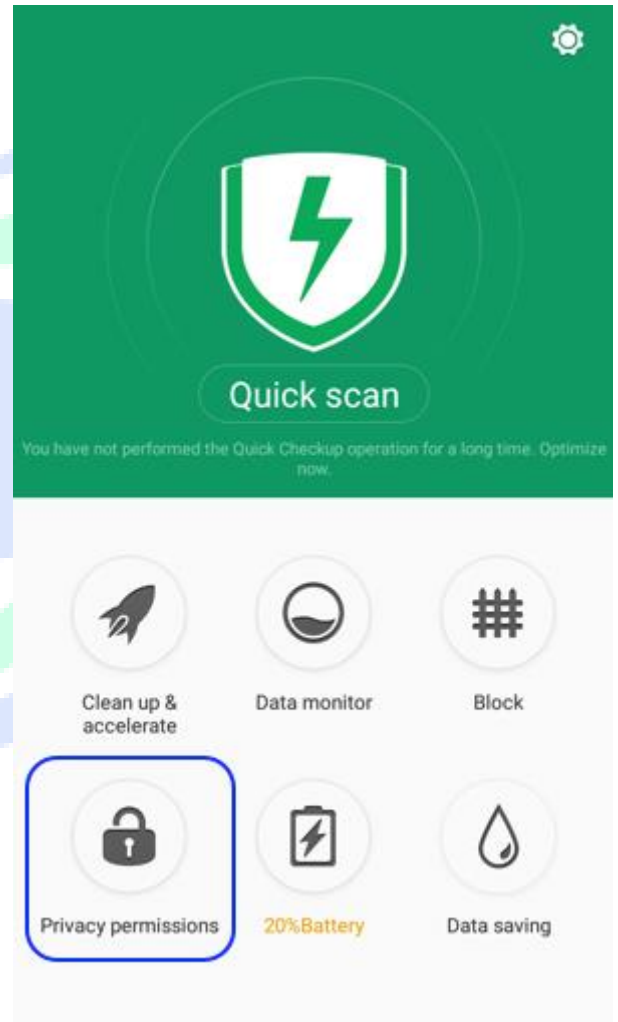 Quick scan
You have not performed the Quick Checkup operation for a long time. Optimize
now.
Clean up &
accelerate
Data monitor
Block
Privacy permissions
20%Battery
Data saving